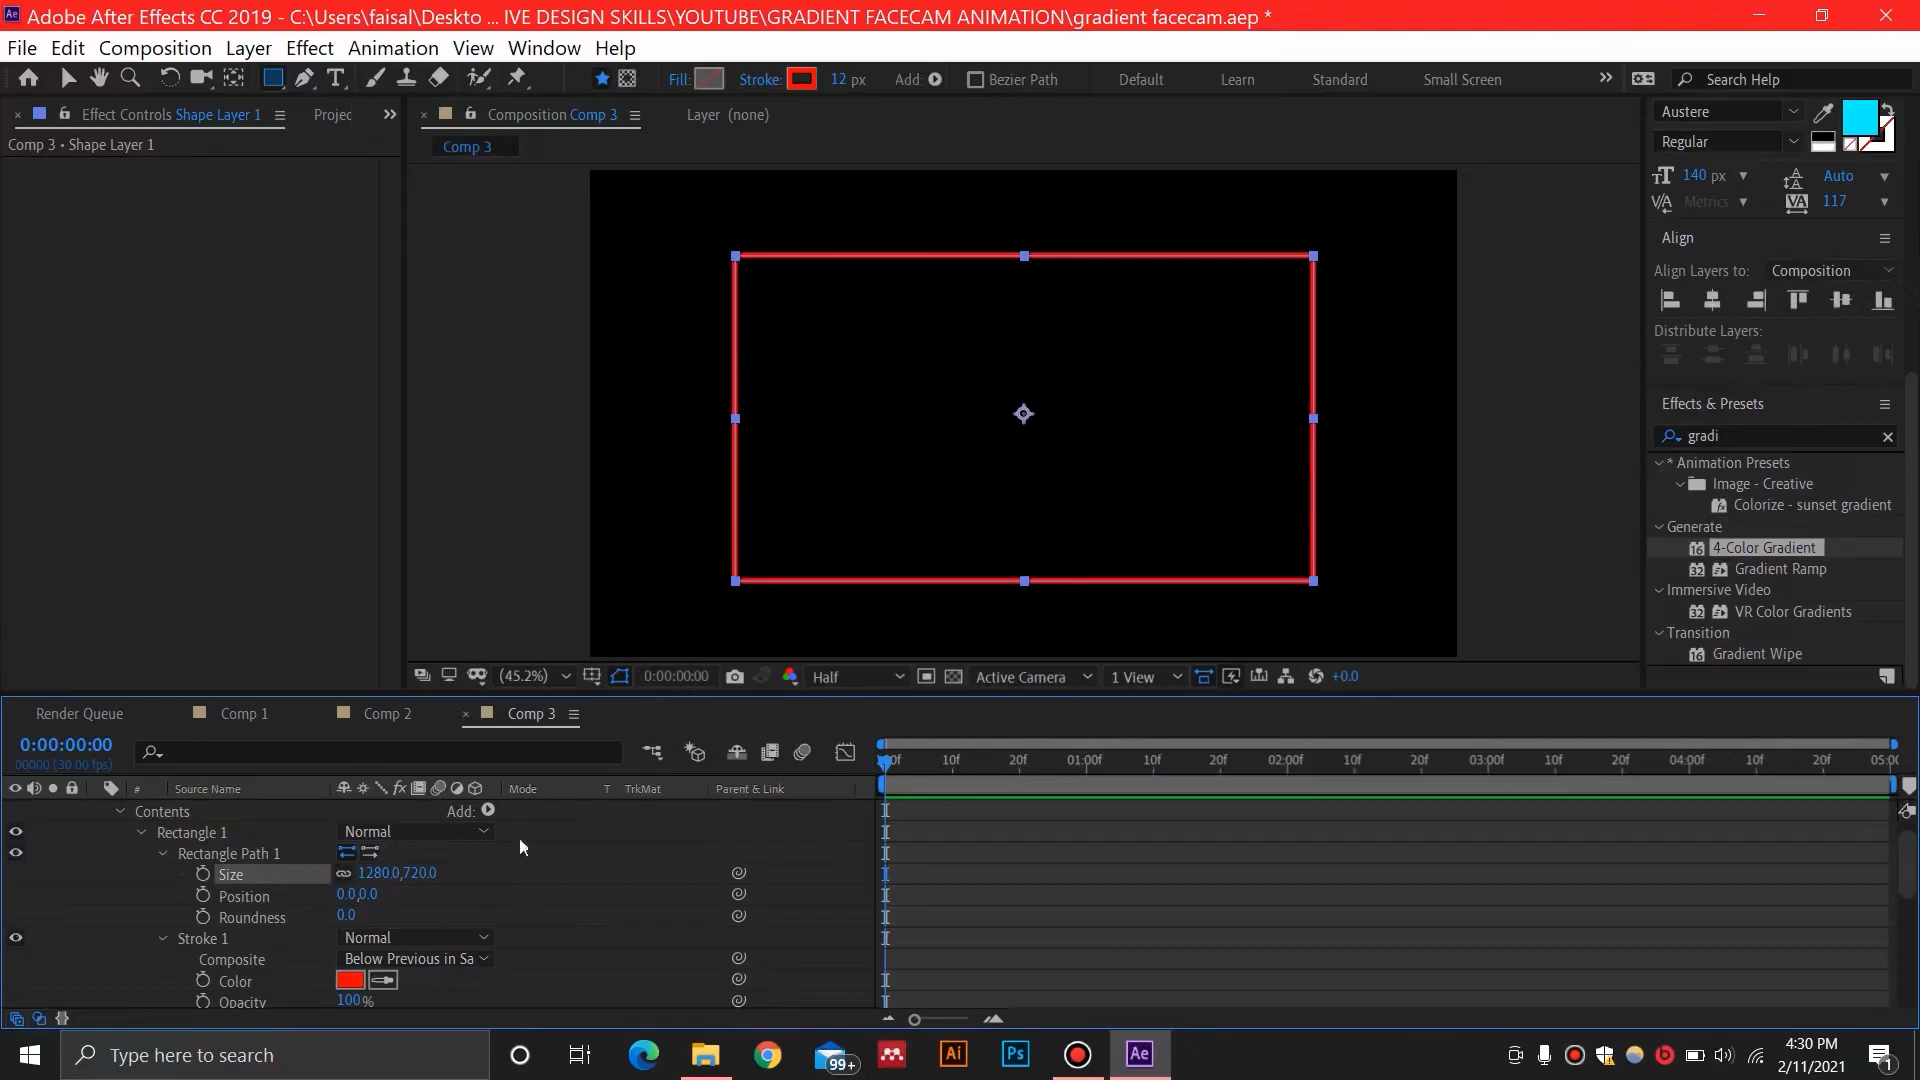 Adobe After Effects CC 2019 - C:\Users\faisal\Deskto ... IVE DESIGN SKILLS\YOUTUBE\GRADIENT FACECAM ANIMATION\gradient facecam.aep *
File Edit Composition Layer Effect Animation View Window Help
Fill: Stroke: 12 px Add: Bezier Path Default Learn Standard Small Screen Search Help
Effect Controls Shape Layer 1 Projec
Composition Comp 3 Layer (none)
Comp 3 • Shape Layer 1
Comp 3
Austere
Regular
140 px Auto
Metrics 117
Align
Align Layers to: Composition
Distribute Layers:
Effects & Presets
gradi
* Animation Presets
Image - Creative
Colorize - sunset gradient
Generate
4-Color Gradient
Gradient Ramp
Immersive Video
VR Color Gradients
Transition
Gradient Wipe
(45.2%) 0:00:00:00 Half Active Camera 1 View +0.0
Render Queue Comp 1 Comp 2 Comp 3
0:00:00:00
00000 (30.00 fps)
0f 10f 20f 01:00f 10f 20f 02:00f 10f 20f 03:00f 10f 20f 04:00f 10f 20f 05:0
# Source Name Mode T TrkMat Parent & Link
Contents Add:
Rectangle 1 Normal
Rectangle Path 1
Size 1280.0,720.0
Position 0.0,0.0
Roundness 0.0
Stroke 1 Normal
Composite Below Previous in Sa
Color
Opacity 100 %
Type here to search
99+
Ai
Ps
Ae
4:30 PM
2/11/2021
1